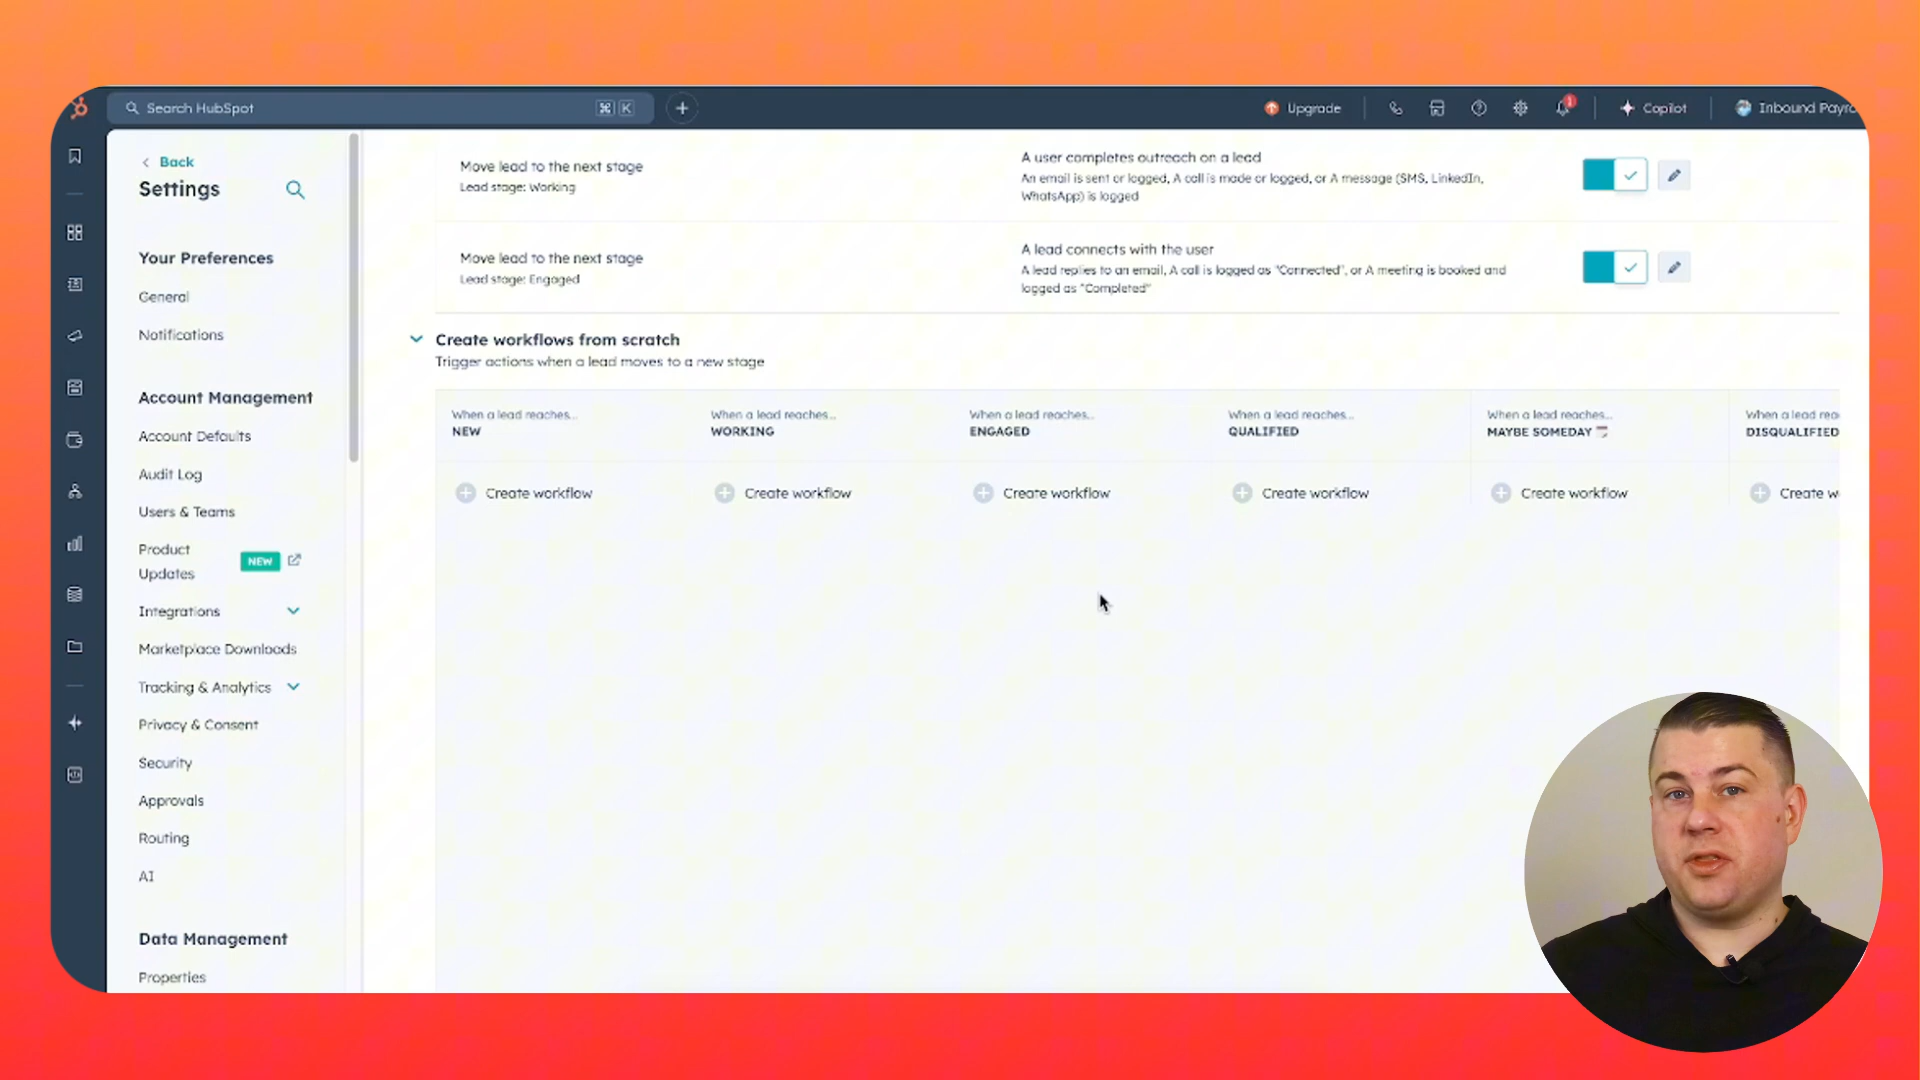 Search HubSpot
⌘ K
Upgrade
1
Copilot
Inbound Payro
Back
Settings
Your Preferences
General
Notifications
Account Management
Account Defaults
Audit Log
Users & Teams
Product
Updates
NEW
Integrations
Marketplace Downloads
Tracking & Analytics
Privacy & Consent
Security
Approvals
Routing
AI
Data Management
Properties
Move lead to the next stage
Lead stage: Working
A user completes outreach on a lead
An email is sent or logged, A call is made or logged, or A message (SMS, LinkedIn,
WhatsApp) is logged
Move lead to the next stage
Lead stage: Engaged
A lead connects with the user
A lead replies to an email, A call is logged as "Connected", or A meeting is booked and
logged as "Completed"
Create workflows from scratch
Trigger actions when a lead moves to a new stage
When a lead reaches...
NEW
Create workflow
When a lead reaches...
WORKING
Create workflow
When a lead reaches...
ENGAGED
Create workflow
When a lead reaches...
QUALIFIED
Create workflow
When a lead reaches...
MAYBE SOMEDAY
Create workflow
When a lead rea
DISQUALIFIED
Create w